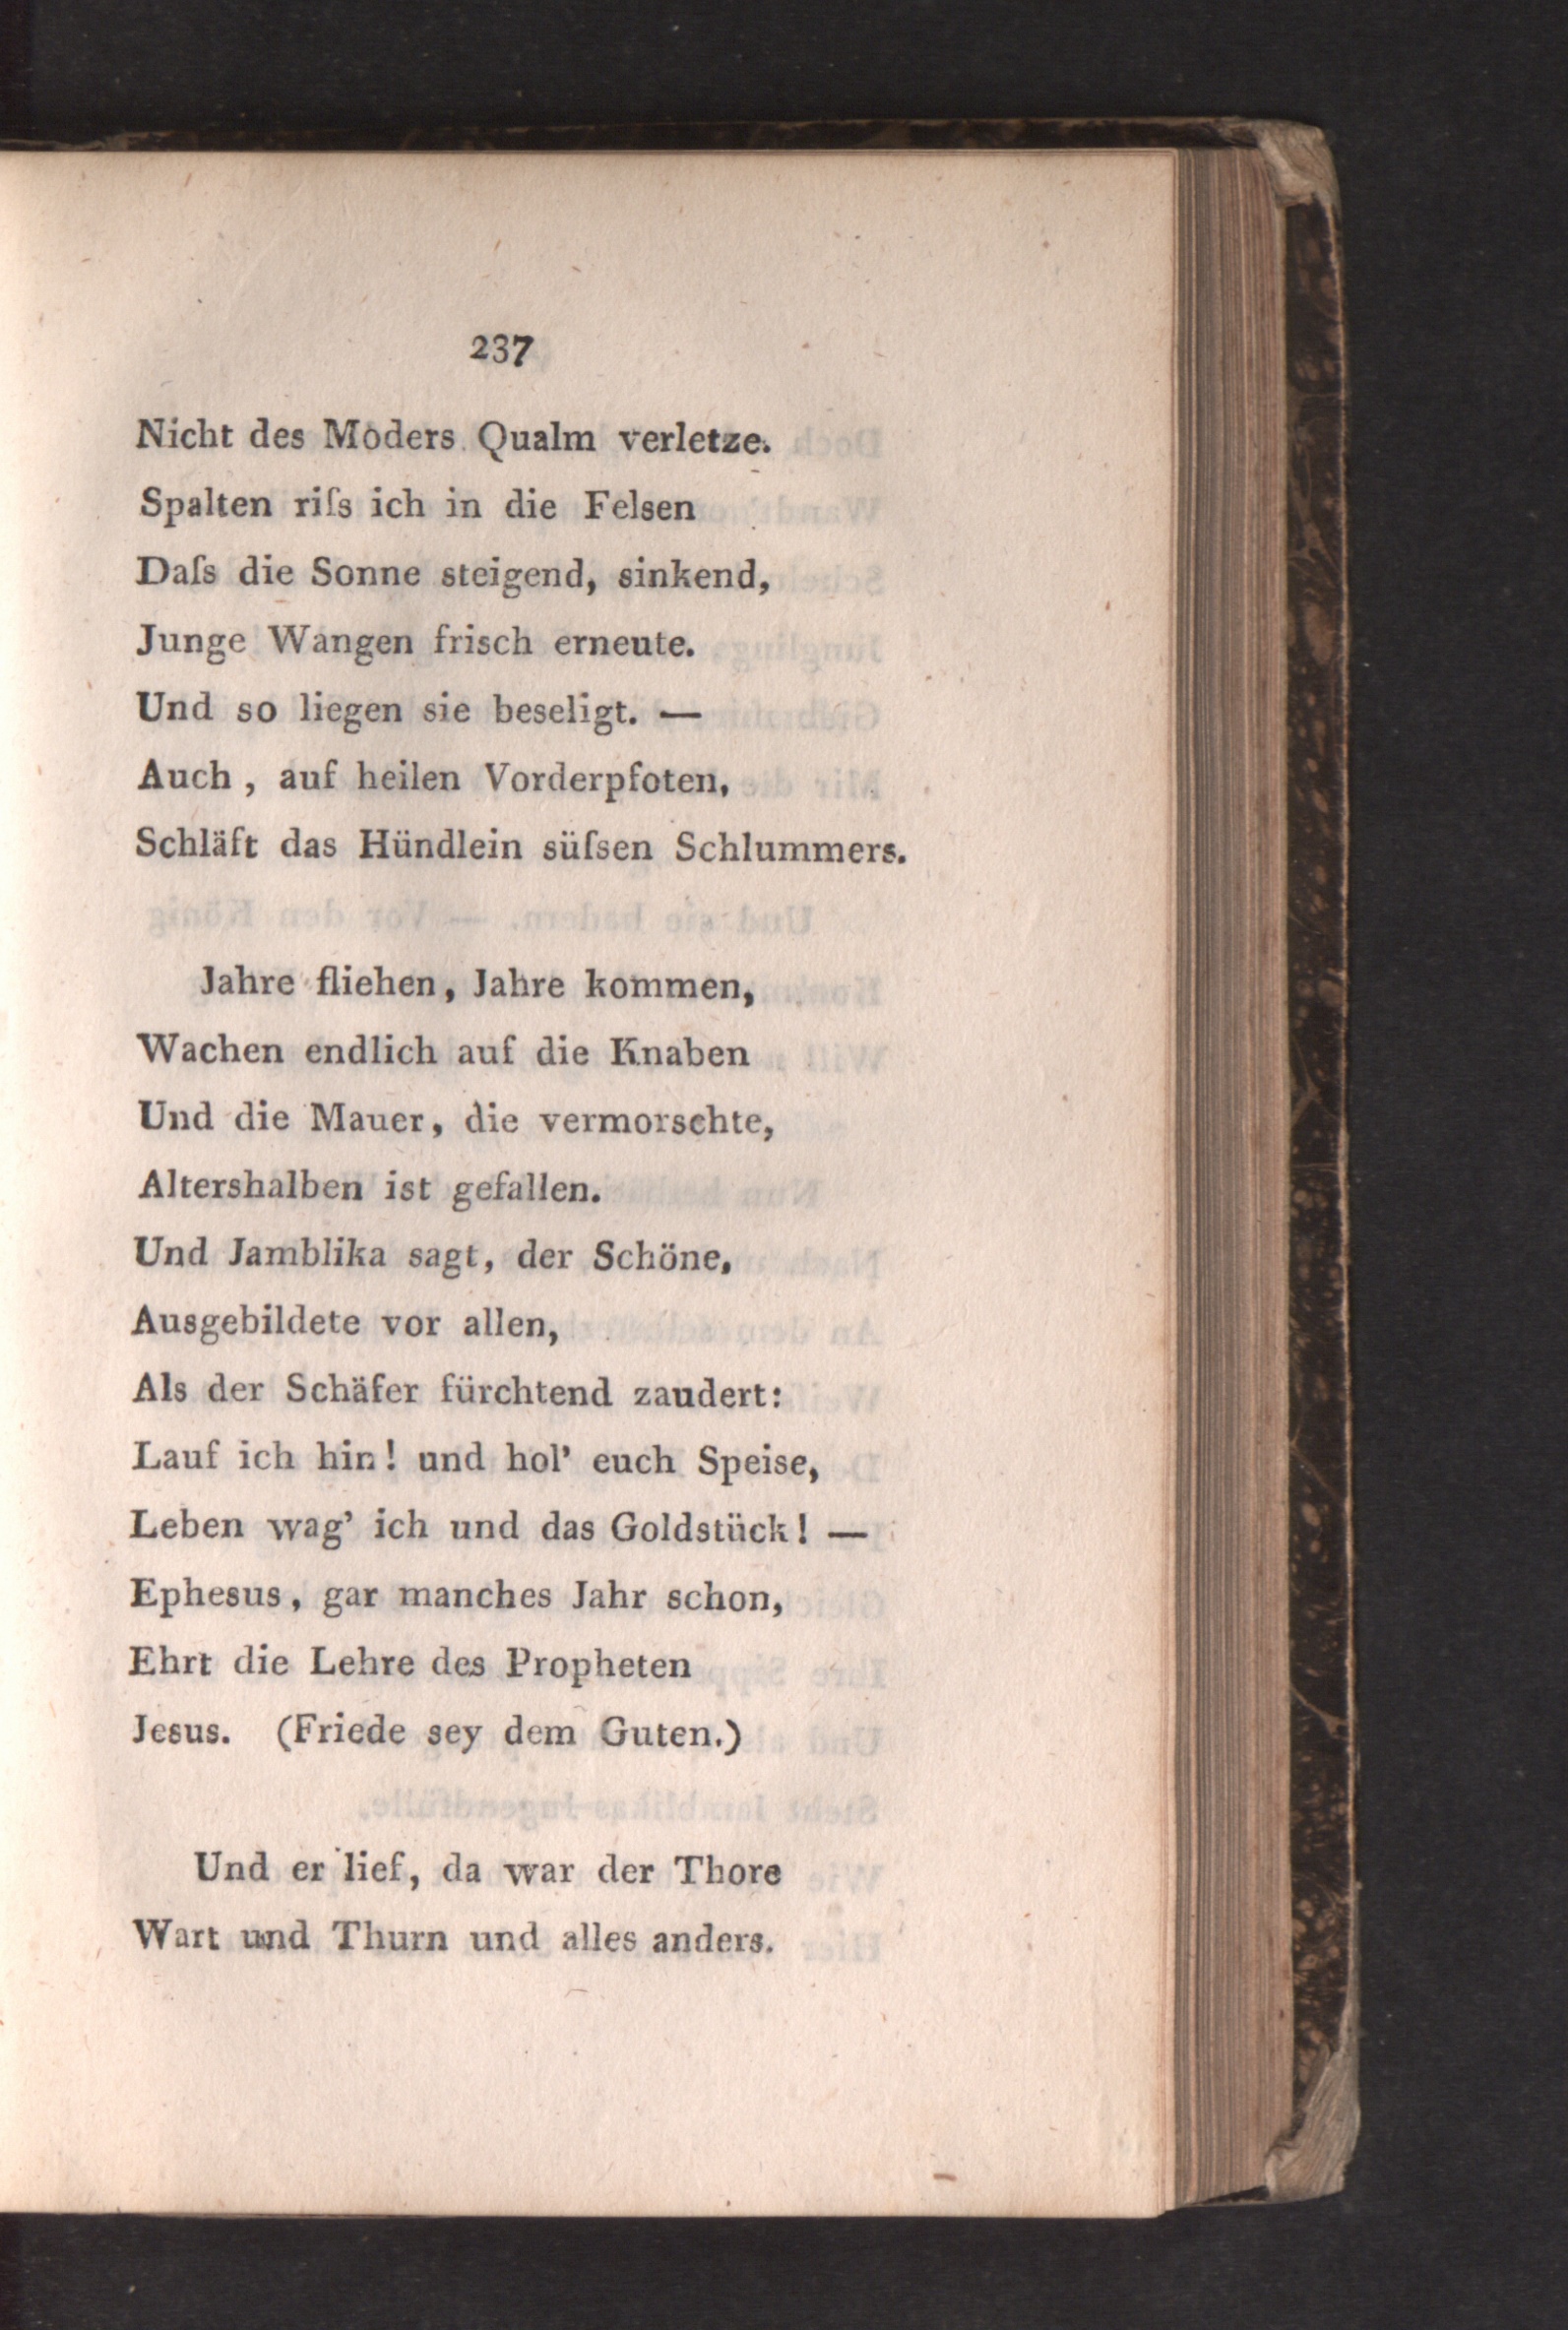 237
Nicht des Moders Qualm verletze.
Spalten riſs ich in die Felsen
Daſs die Sonne steigend, sinkend,
Junge Wangen frisch erneute.
Und so liegen sie beseligt. —
Auch, auf heilen Vorderpfoten,
Schläft das Hündlein süſsen Schlummers.
Jahre fliehen, Jahre kommen,
Wachen endlich auf die Knaben
Und die Mauer, die vermorschte,
Altershalben ist gefallen.
Und Jamblika sagt, der Schöne,
Ausgebildete vor allen,
Als der Schäfer fürchtend zaudert:
Lauf ich hin! und hol' euch Speise,
Leben wag' ich und das Goldstück! —
Ephesus, gar manches Jahr schon,
Ehrt die Lehre des Propheten
Jesus. (Friede sey dem Guten.)
Und er lief, da war der Thore
Wart und Thurn und alles anders.